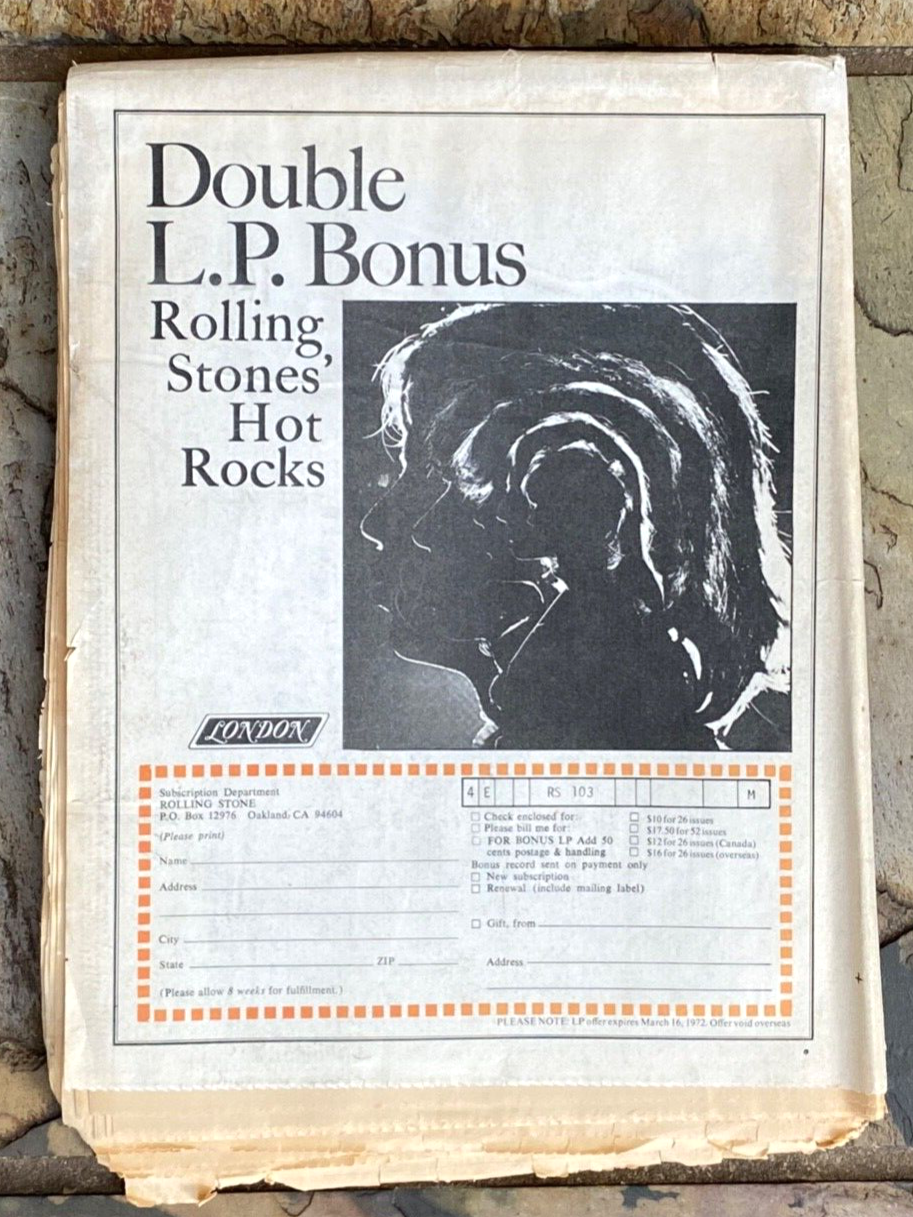 Double
L.P. Bonus
Rolling
Stones'
Hot
Rocks
LONDON
Subscription Department
ROLLING STONE
P.O. Box 12976 Oakland, CA 94604
(Please print)
Name
Address
City
State ZIP
(Please allow 8 weeks for fulfillment.)
4 E RS 103 M
☐ Check enclosed for:
☐ Please bill me for:
☐ FOR BONUS LP Add 50
cents postage & handling
☐ $10 for 26 issues
☐ $17.50 for 52 issues
☐ $12 for 26 issues (Canada)
☐ $16 for 26 issues (overseas)
Bonus record sent on payment only
☐ New subscription
☐ Renewal (include mailing label)
☐ Gift, from
Address
PLEASE NOTE: LP offer expires March 16, 1972. Offer void overseas